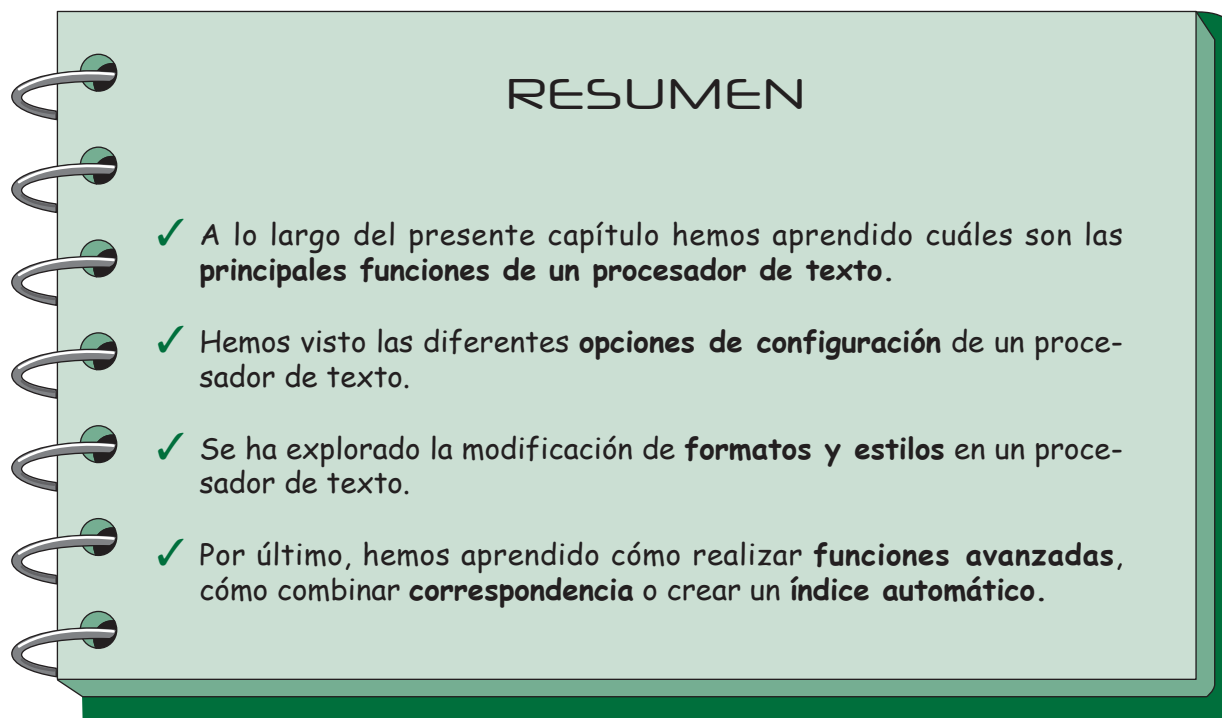 RESUMEN
✓ A lo largo del presente capítulo hemos aprendido cuáles son las
principales funciones de un procesador de texto.
✓ Hemos visto las diferentes opciones de configuración de un proce-
sador de texto.
✓ Se ha explorado la modificación de formatos y estilos en un proce-
sador de texto.
✓ Por último, hemos aprendido cómo realizar funciones avanzadas,
cómo combinar correspondencia o crear un índice automático.